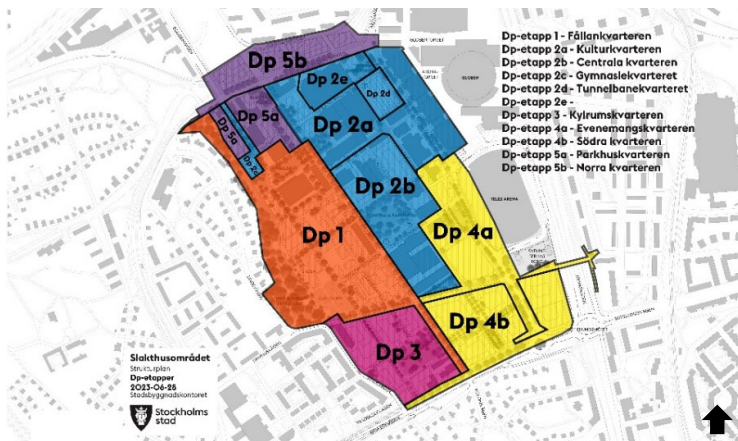 Dp-etapp 1 - Fållankvarteren
Dp-etapp 2a - Kulturkvarteren
Dp-etapp 2b - Centrala kvarteren
Dp-etapp 2c - Gymnasiekvarteret
Dp-etapp 2d - Tunnelbanekvarteret
Dp-etapp 2e -
Dp-etapp 3 - Kylrumskvarteren
Dp-etapp 4a - Evenemangskvarteren
Dp-etapp 4b - Södra kvarteren
Dp-etapp 5a - Parkhuskvarteren
Dp-etapp 5b - Norra kvarteren
Dp 5b
Dp 2e
Dp 2d
Dp 5a
Dp 5a
Dp 2c
Dp 2a
Dp 2b
Dp 1
Dp 4a
Dp 4b
Dp 3
GLOBEN
TELE2 ARENA
Slakthusområdet
Strukturplan
Dp-etapper
2023-06-28
Stadsbyggnadskontoret
Stockholms
stad